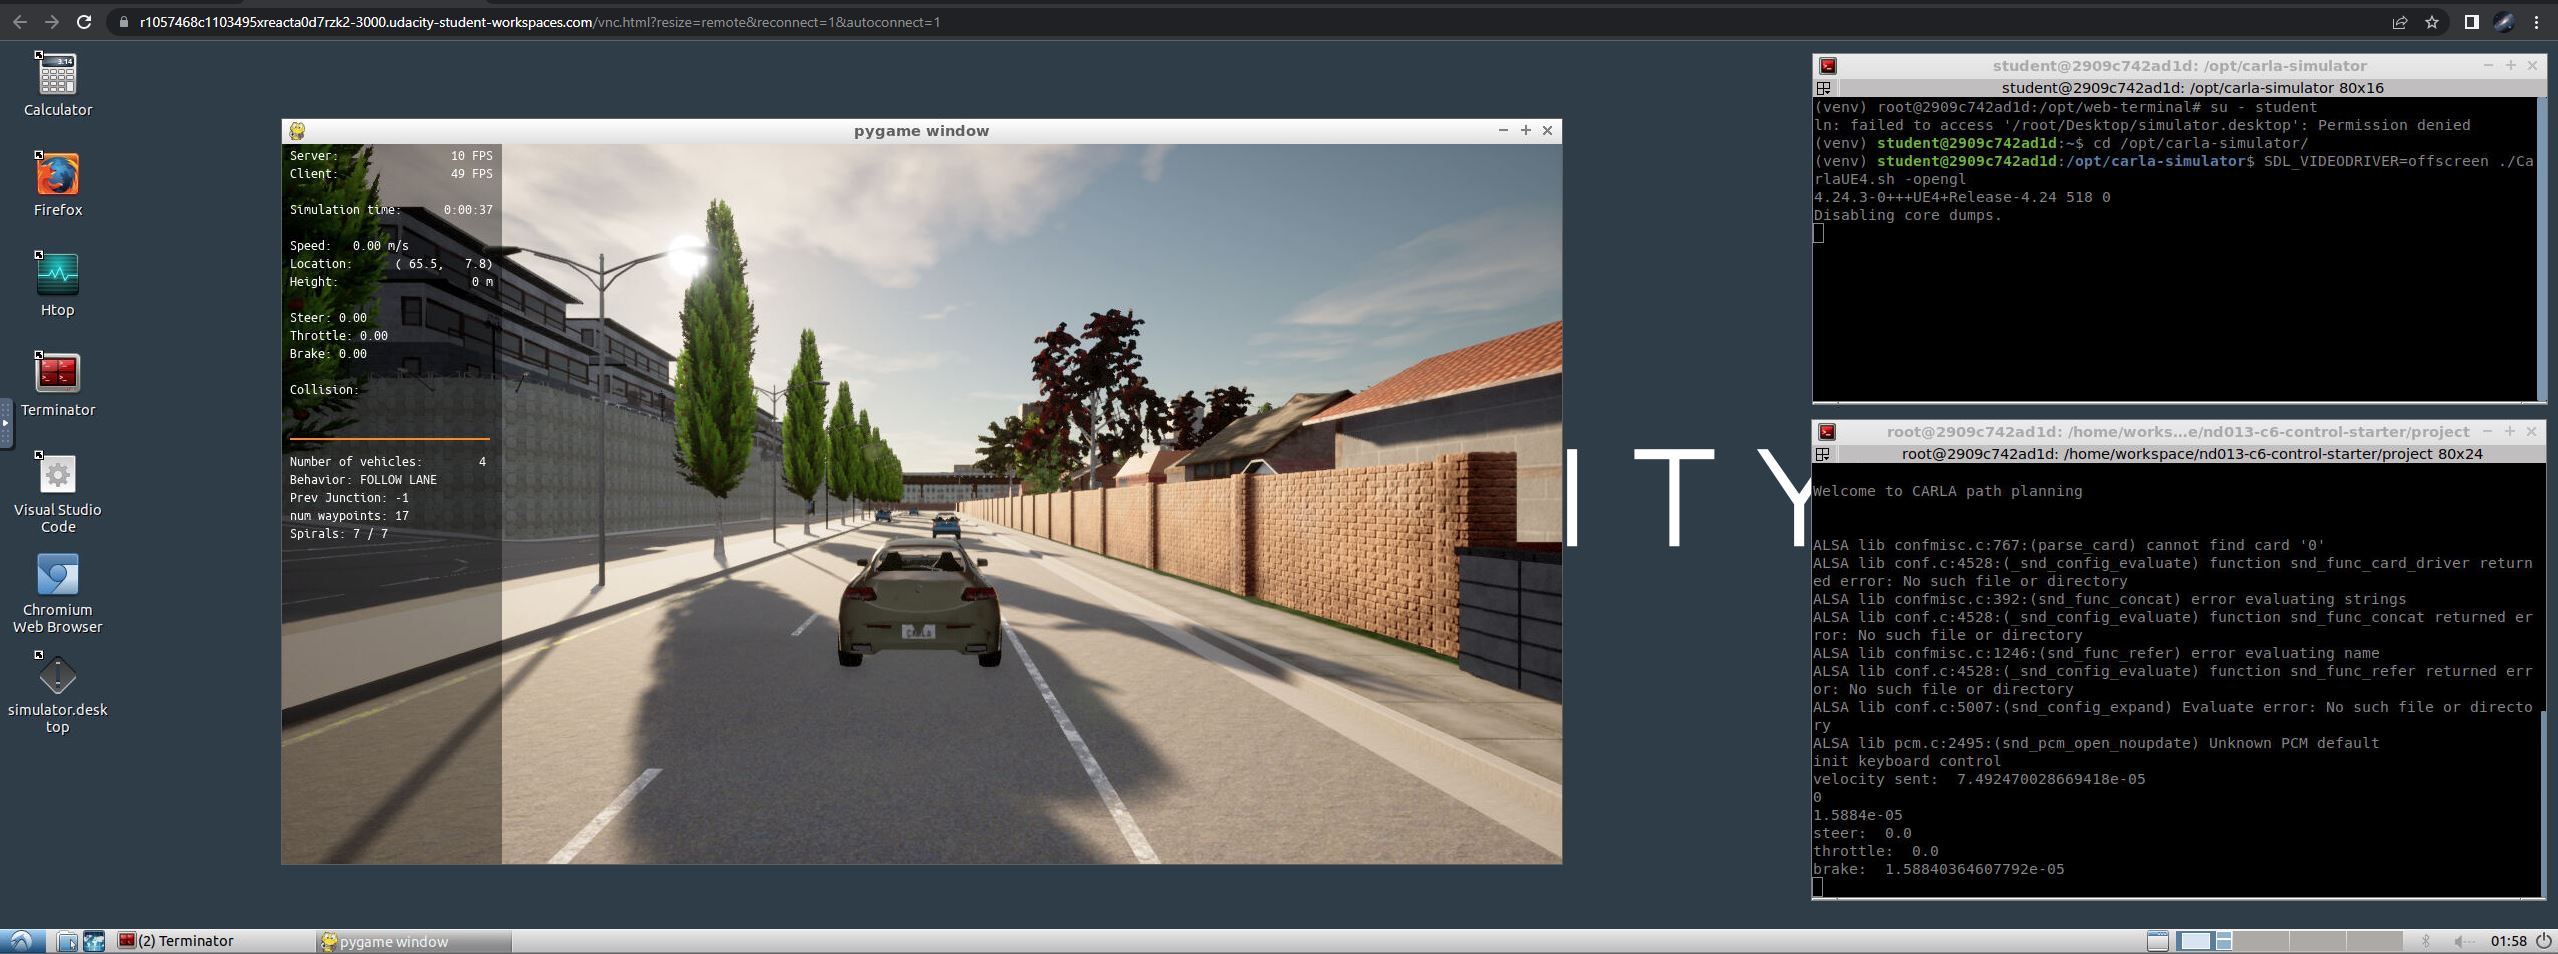 r1057468c1103495xreacta0d7rzk2-3000.udacity-student-workspaces.com/vnc.html?resize=remote&reconnect=1&autoconnect=1
Calculator
Firefox
Htop
Terminator
Visual Studio
Code
Chromium
Web Browser
simulator.desk
top
pygame window
Server: 10 FPS
Client: 49 FPS
Simulation time: 0:00:37
Speed: 0.00 m/s
Location: ( 65.5, 7.8)
Height: 0 m
Steer: 0.00
Throttle: 0.00
Brake: 0.00
Collision:
Number of vehicles: 4
Behavior: FOLLOW LANE
Prev Junction: -1
num waypoints: 17
Spirals: 7 / 7
CARLA
ITY
student@2909c742ad1d: /opt/carla-simulator
student@2909c742ad1d: /opt/carla-simulator 80x16
(venv) root@2909c742ad1d:/opt/web-terminal# su - student
ln: failed to access '/root/Desktop/simulator.desktop': Permission denied
(venv) student@2909c742ad1d:~$ cd /opt/carla-simulator/
(venv) student@2909c742ad1d:/opt/carla-simulator$ SDL_VIDEODRIVER=offscreen ./Ca
rlaUE4.sh -opengl
4.24.3-0+++UE4+Release-4.24 518 0
Disabling core dumps.
root@2909c742ad1d: /home/works...e/nd013-c6-control-starter/project
root@2909c742ad1d: /home/workspace/nd013-c6-control-starter/project 80x24
Welcome to CARLA path planning
ALSA lib confmisc.c:767:(parse_card) cannot find card '0'
ALSA lib conf.c:4528:(_snd_config_evaluate) function snd_func_card_driver return
ed error: No such file or directory
ALSA lib confmisc.c:392:(snd_func_concat) error evaluating strings
ALSA lib conf.c:4528:(_snd_config_evaluate) function snd_func_concat returned er
ror: No such file or directory
ALSA lib confmisc.c:1246:(snd_func_refer) error evaluating name
ALSA lib conf.c:4528:(_snd_config_evaluate) function snd_func_refer returned err
or: No such file or directory
ALSA lib conf.c:5007:(snd_config_expand) Evaluate error: No such file or directo
ry
ALSA lib pcm.c:2495:(snd_pcm_open_noupdate) Unknown PCM default
init keyboard control
velocity sent:  7.492470028669418e-05
0
1.5884e-05
steer:  0.0
throttle:  0.0
brake:  1.58840364607792e-05
(2) Terminator
pygame window
01:58